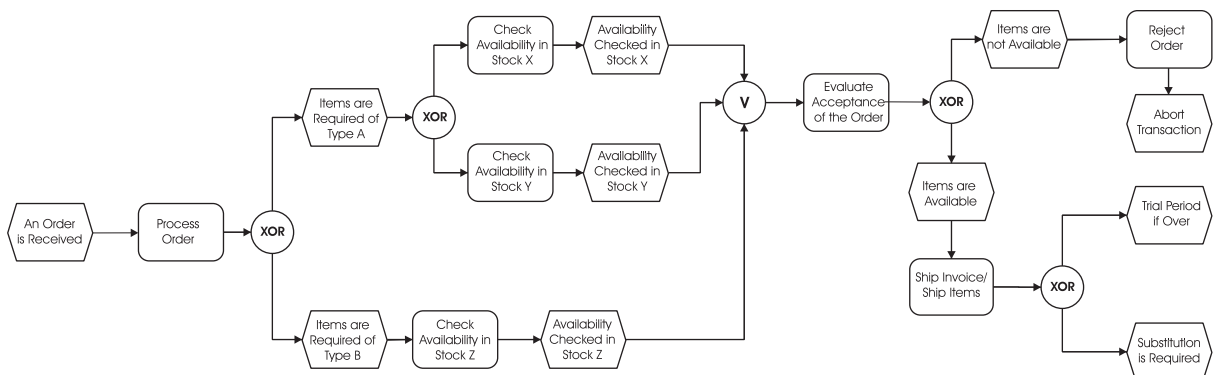 An Order
is Received
Process
Order
XOR
Items are
Required of
Type A
XOR
Check
Availability in
Stock X
Availability
Checked in
Stock X
Check
Availability in
Stock Y
Availability
Checked in
Stock Y
Items are
Required of
Type B
Check
Availability in
Stock Z
Availability
Checked in
Stock Z
V
Evaluate
Acceptance
of the Order
XOR
Items are
not Available
Reject
Order
Abort
Transaction
Items are
Available
Ship Invoice/
Ship Items
XOR
Trial Period
if Over
Substitution
is Required